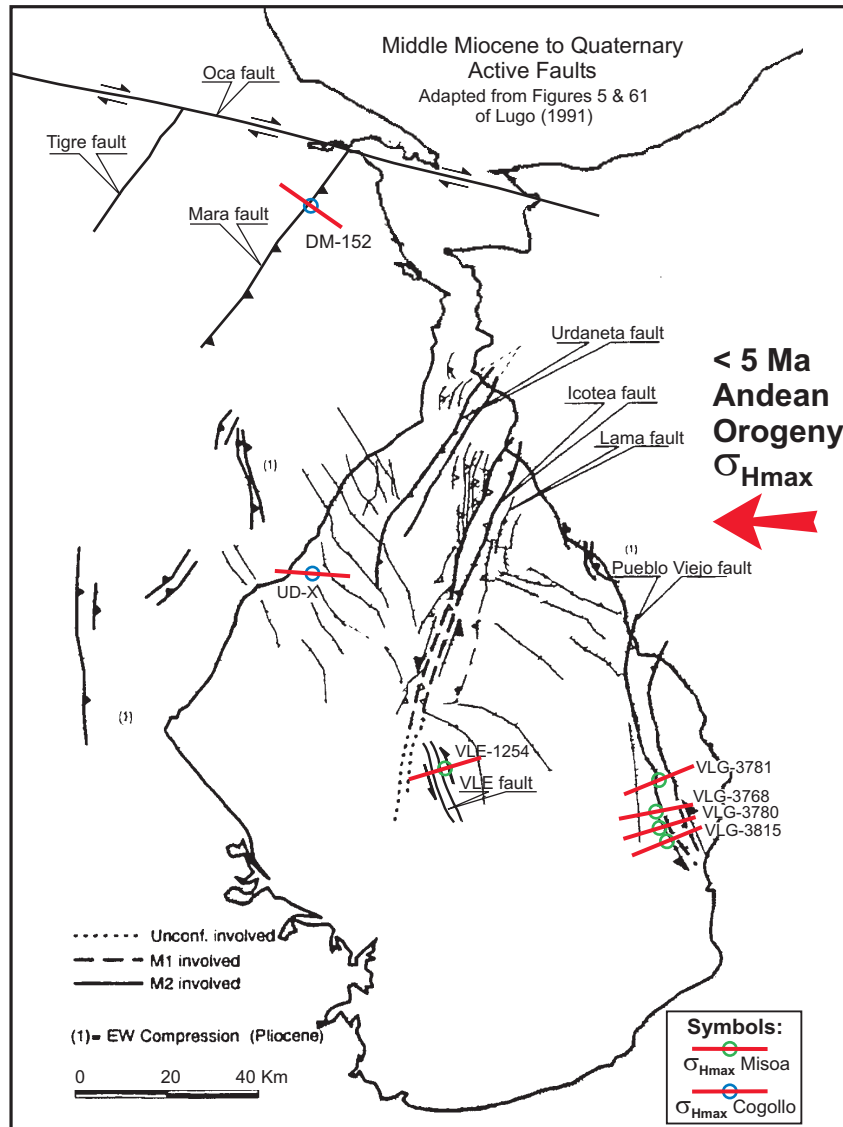 Middle Miocene to Quaternary
Active Faults
Adapted from Figures 5 & 61
of Lugo (1991)
Oca fault
Tigre fault
Mara fault
DM-152
Urdaneta fault
< 5 Ma
Andean
Orogeny
σHmax
Icotea fault
Lama fault
(1)
(1)
Pueblo Viejo fault
UD-X
(1)
VLE-1254
VLE fault
VLG-3781
VLG-3768
VLG-3780
VLG-3815
Unconf. involved
M1 involved
M2 involved
(1)= EW Compression (Pliocene)
0 20 40 Km
Symbols:
σHmax Misoa
σHmax Cogollo